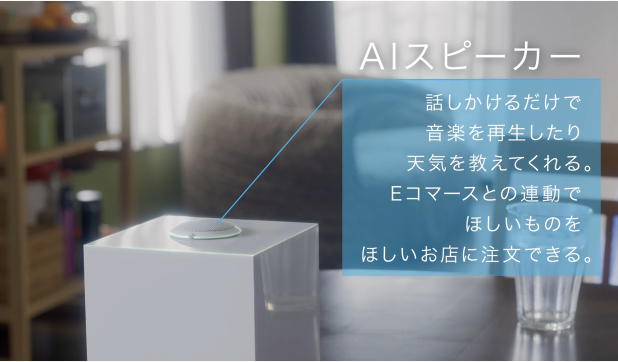 AIスピーカー
話しかけるだけで
音楽を再生したり
天気を教えてくれる。
Eコマースとの連動で
ほしいものを
ほしいお店に注文できる。